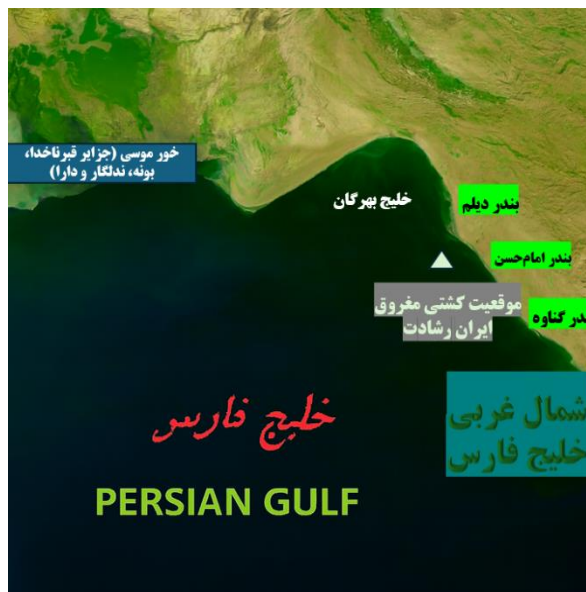 خور موسی (جزایر قبرناخدا،
بونه، ندلگار و دارا)
خلیج بهرگان
بندر دیلم
بندر امام‌حسن
موقعیت کشتی مغروق
ایران رشادت
در گناوه
شمال غربی
خلیج فارس
خلیج فارس
PERSIAN GULF